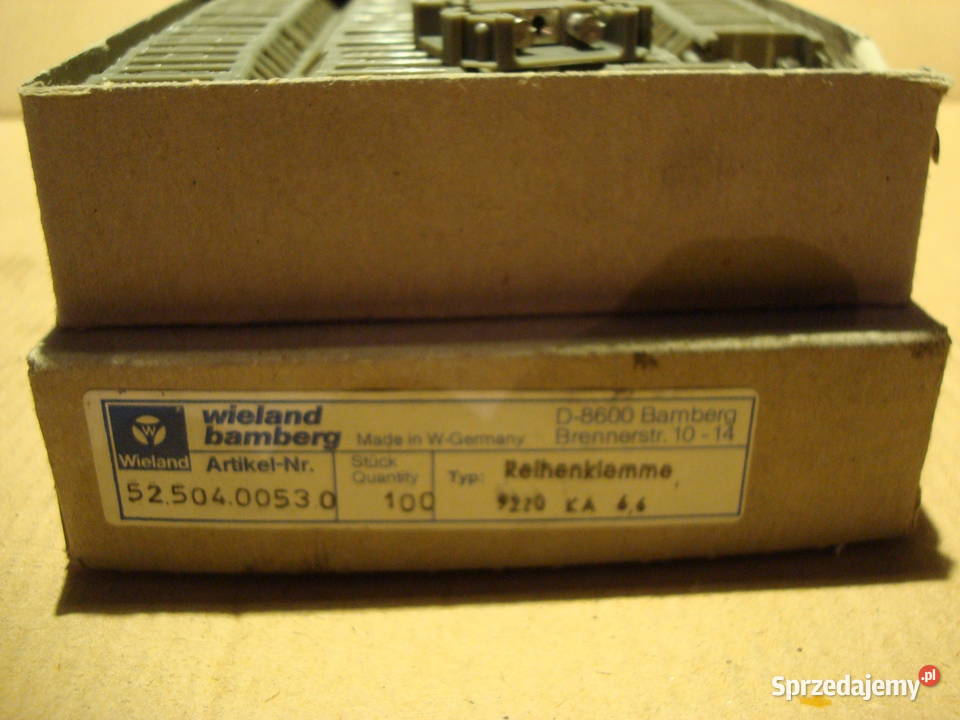 W
Wieland
wieland
bamberg Made in W-Germany
D-8600 Bamberg
Brennerstr. 10-14
Artikel-Nr.
52.504.0053.0
Stück
Quantity
100
Typ: Reihenklemme,
9220 KA 6,6
Sprzedajemy.pl